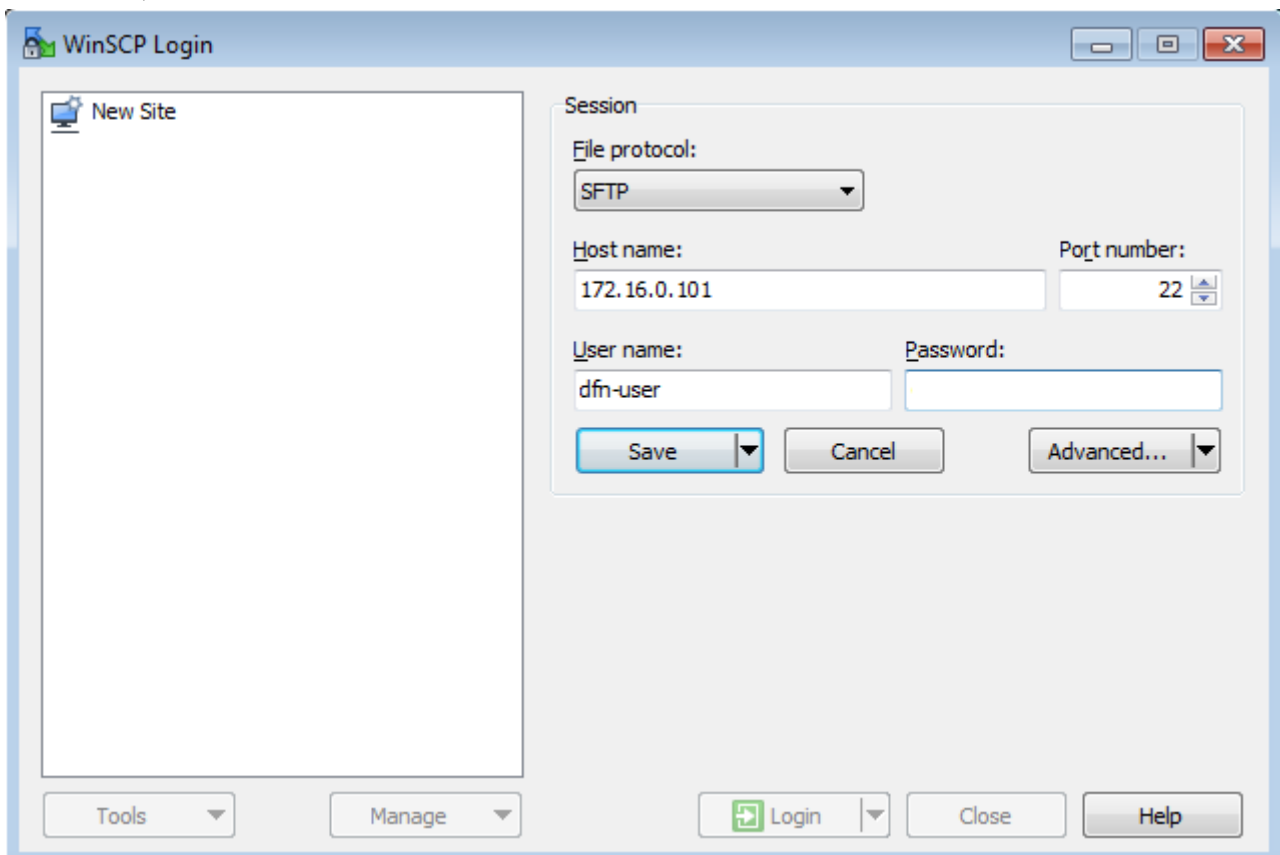 WinSCP Login
New Site
Session
File protocol:
SFTP
Host name:
Port number:
172.16.0.101
22
User name:
Password:
dfn-user
Save
Cancel
Advanced...
Tools
Manage
Login
Close
Help